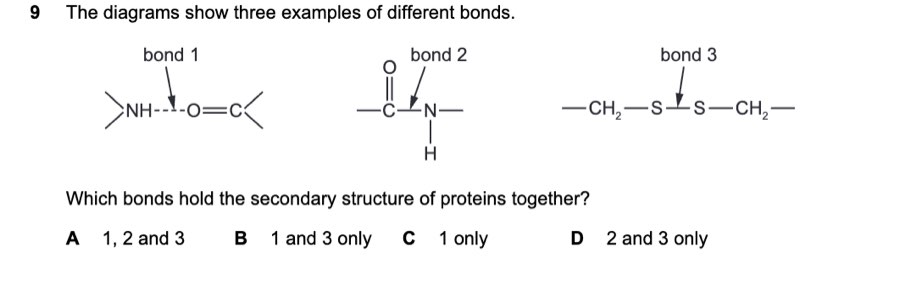 9 The diagrams show three examples of different bonds.
bond 1 bond 2 bond 3
O
NH O=C —C—N— —CH₂—S—S—CH₂—
H
Which bonds hold the secondary structure of proteins together?
A 1, 2 and 3 B 1 and 3 only C 1 only D 2 and 3 only